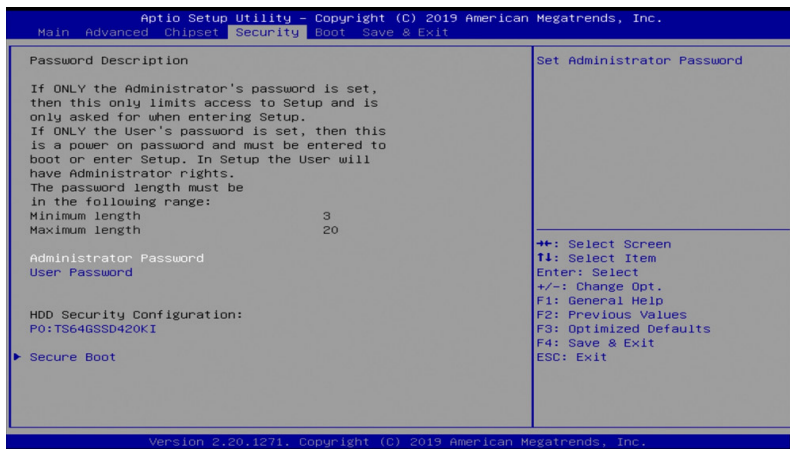 Aptio Setup Utility – Copyright (C) 2019 American Megatrends, Inc.
Main Advanced Chipset Security Boot Save & Exit
Password Description
If ONLY the Administrator's password is set,
then this only limits access to Setup and is
only asked for when entering Setup.
If ONLY the User's password is set, then this
is a power on password and must be entered to
boot or enter Setup. In Setup the User will
have Administrator rights.
The password length must be
in the following range:
Minimum length 3
Maximum length 20
Administrator Password
User Password
HDD Security Configuration:
P0:TS64GSSD420KI
Secure Boot
Set Administrator Password
→←: Select Screen
↑↓: Select Item
Enter: Select
+/-: Change Opt.
F1: General Help
F2: Previous Values
F3: Optimized Defaults
F4: Save & Exit
ESC: Exit
Version 2.20.1271. Copyright (C) 2019 American Megatrends, Inc.